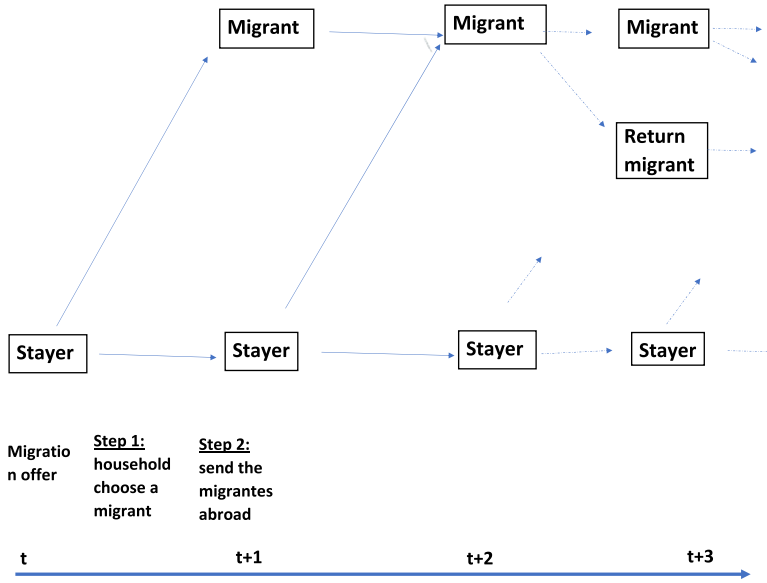 Migrant
Migrant
Migrant
Return
migrant
Stayer
Stayer
Stayer
Stayer
Migratio
n offer
Step 1:
household
choose a
migrant
Step 2:
send the
migrantes
abroad
t
t+1
t+2
t+3